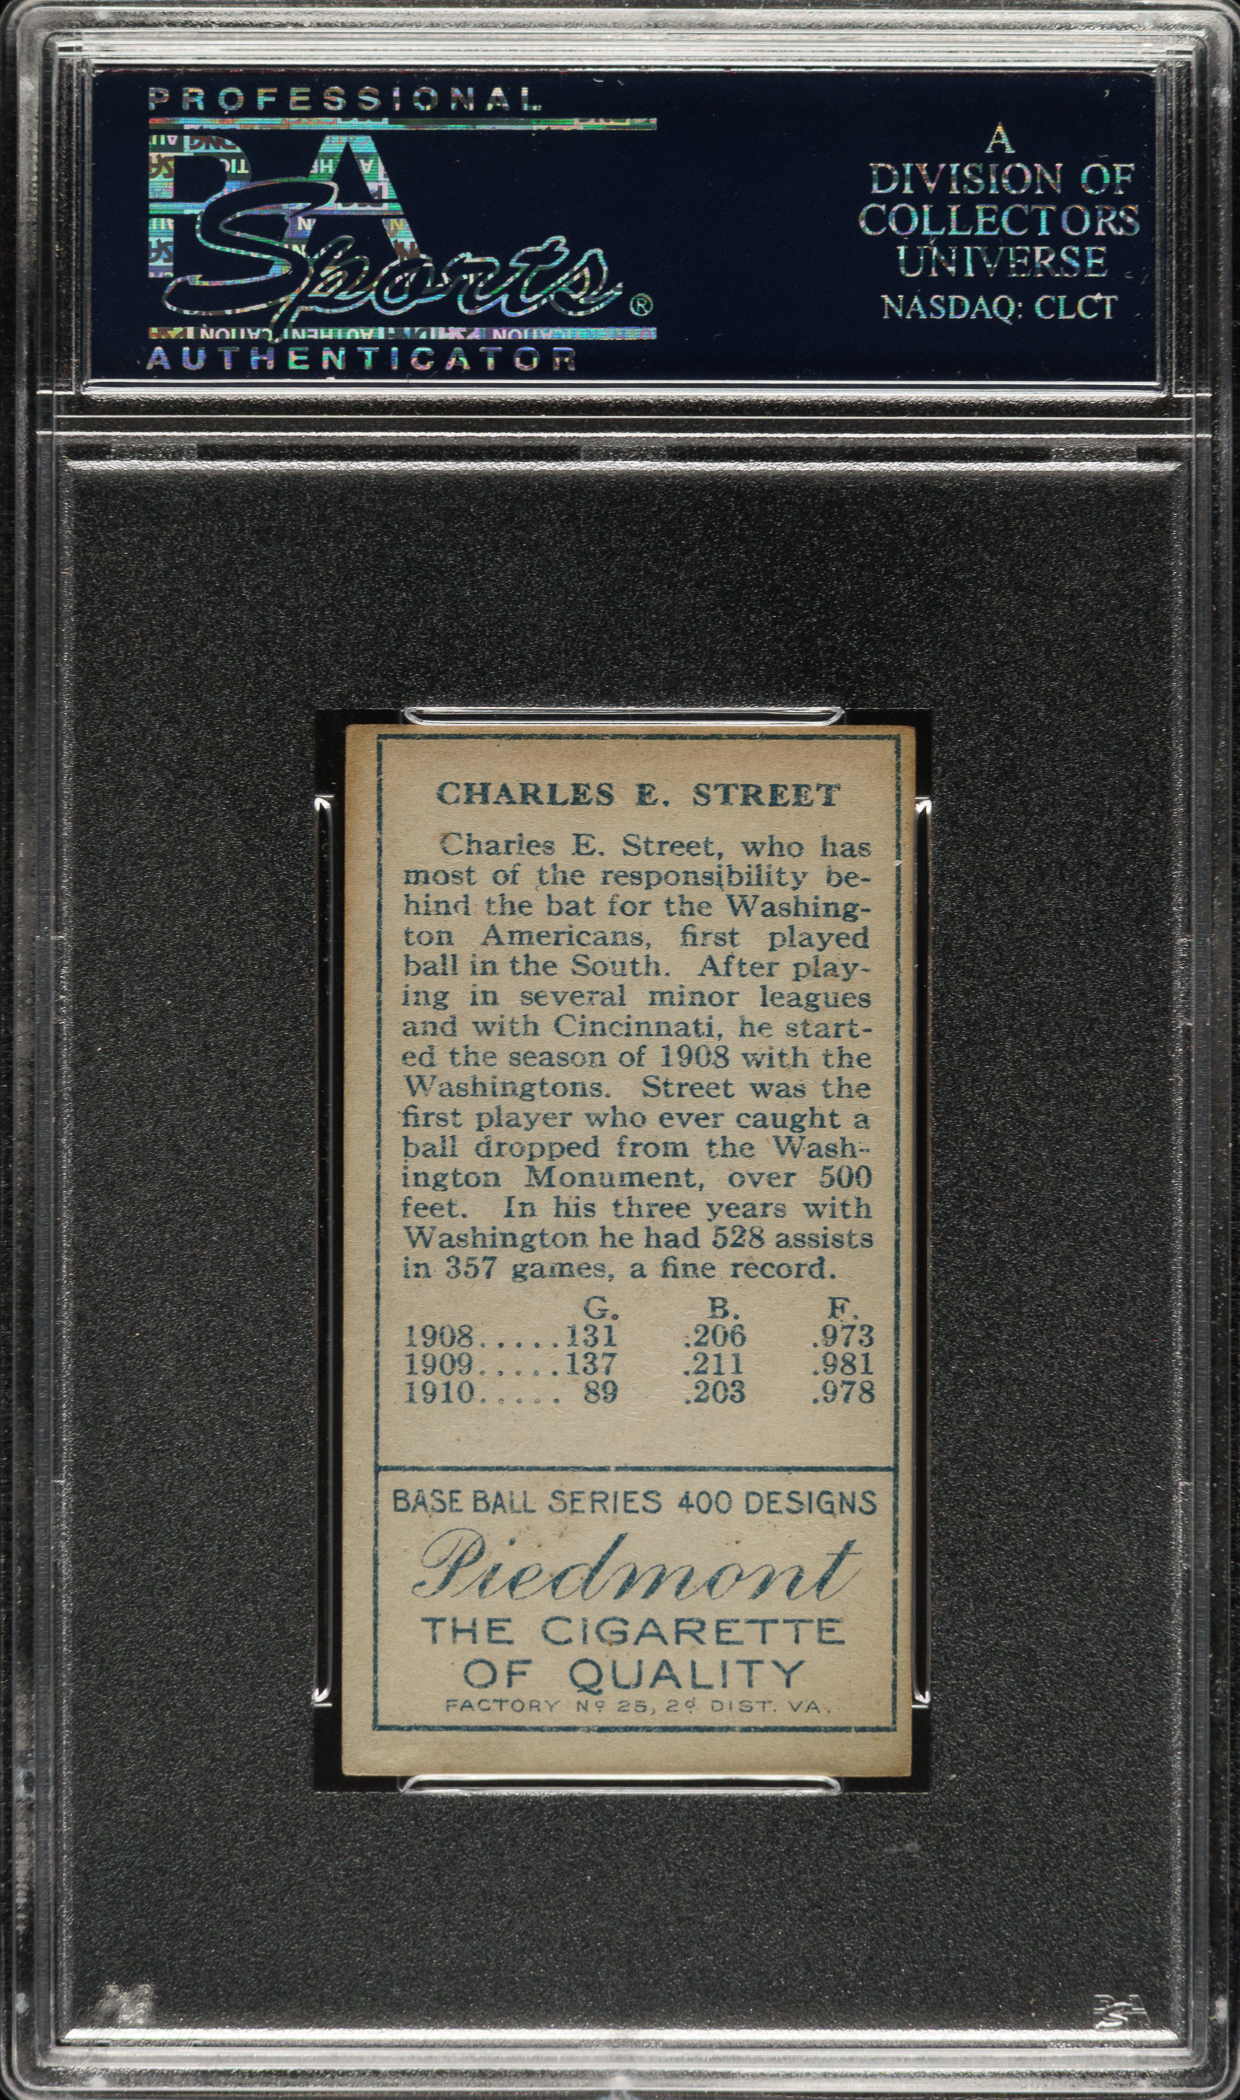 PROFESSIONAL
PSA
Sports ®
AUTHENTICATOR
A
DIVISION OF
COLLECTORS
UNIVERSE
NASDAQ: CLCT
CHARLES E. STREET
Charles E. Street, who has
most of the responsibility be-
hind the bat for the Washing-
ton Americans, first played
ball in the South. After play-
ing in several minor leagues
and with Cincinnati, he start-
ed the season of 1908 with the
Washingtons. Street was the
first player who ever caught a
ball dropped from the Wash-
ington Monument, over 500
feet. In his three years with
Washington he had 528 assists
in 357 games, a fine record.
G. B. F.
1908.....131 .206 .973
1909.....137 .211 .981
1910..... 89 .203 .978
BASE BALL SERIES 400 DESIGNS
Piedmont
THE CIGARETTE
OF QUALITY
FACTORY Nº 25, 2d DIST. VA.
PSA